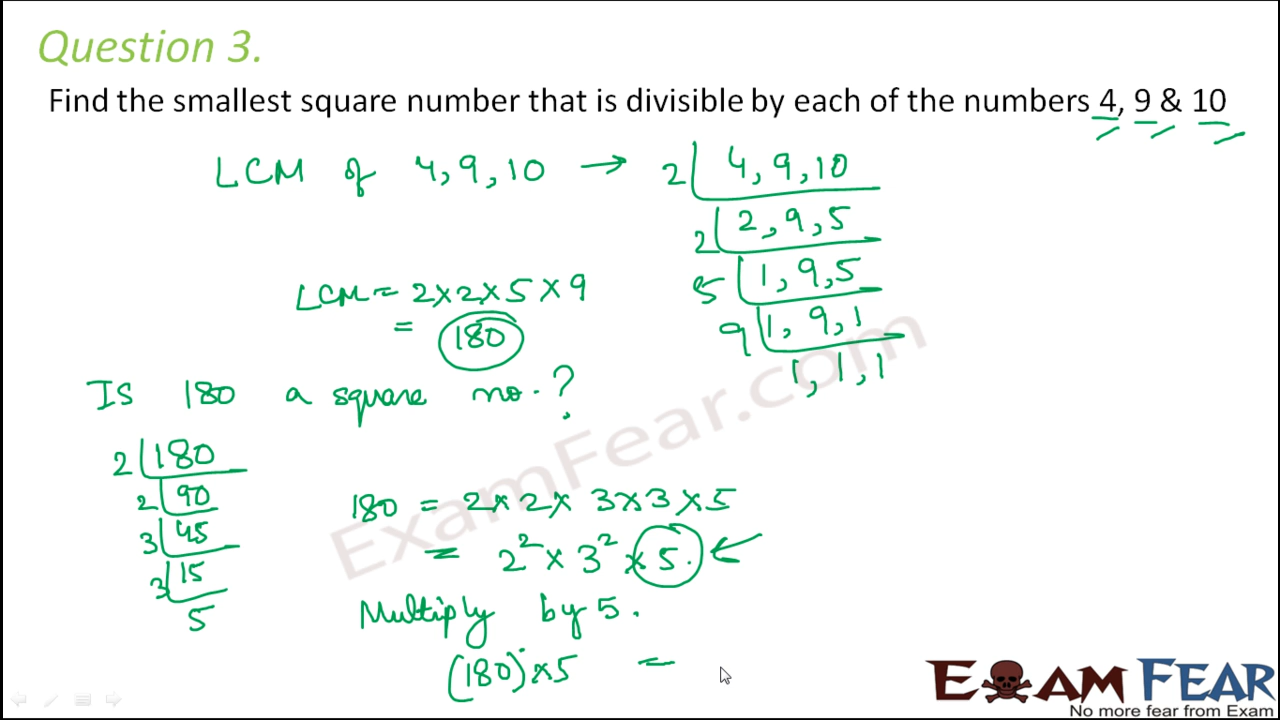 Question 3.
Find the smallest square number that is divisible by each of the numbers 4, 9 & 10
LCM of 4, 9, 10 → 2 | 4, 9, 10
2 | 2, 9, 5
5 | 1, 9, 5
9 | 1, 9, 1
1, 1, 1
LCM = 2×2×5×9
= 180
Is 180 a square no.?
2 | 180
2 | 90
3 | 45
3 | 15
5
180 = 2×2×3×3×5
= 2² × 3² × 5.
Multiply by 5.
(180) × 5 =
ExamFear.com
EXAM FEAR
No more fear from Exam